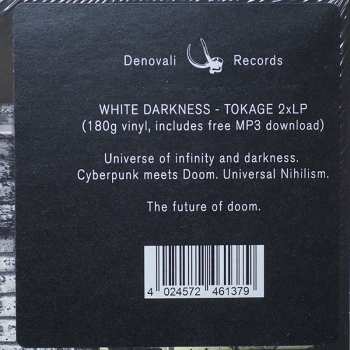 Denovali Records
WHITE DARKNESS - TOKAGE 2xLP
(180g vinyl, includes free MP3 download)
Universe of infinity and darkness.
Cyberpunk meets Doom. Universal Nihilism.
The future of doom.
4 024572 461379